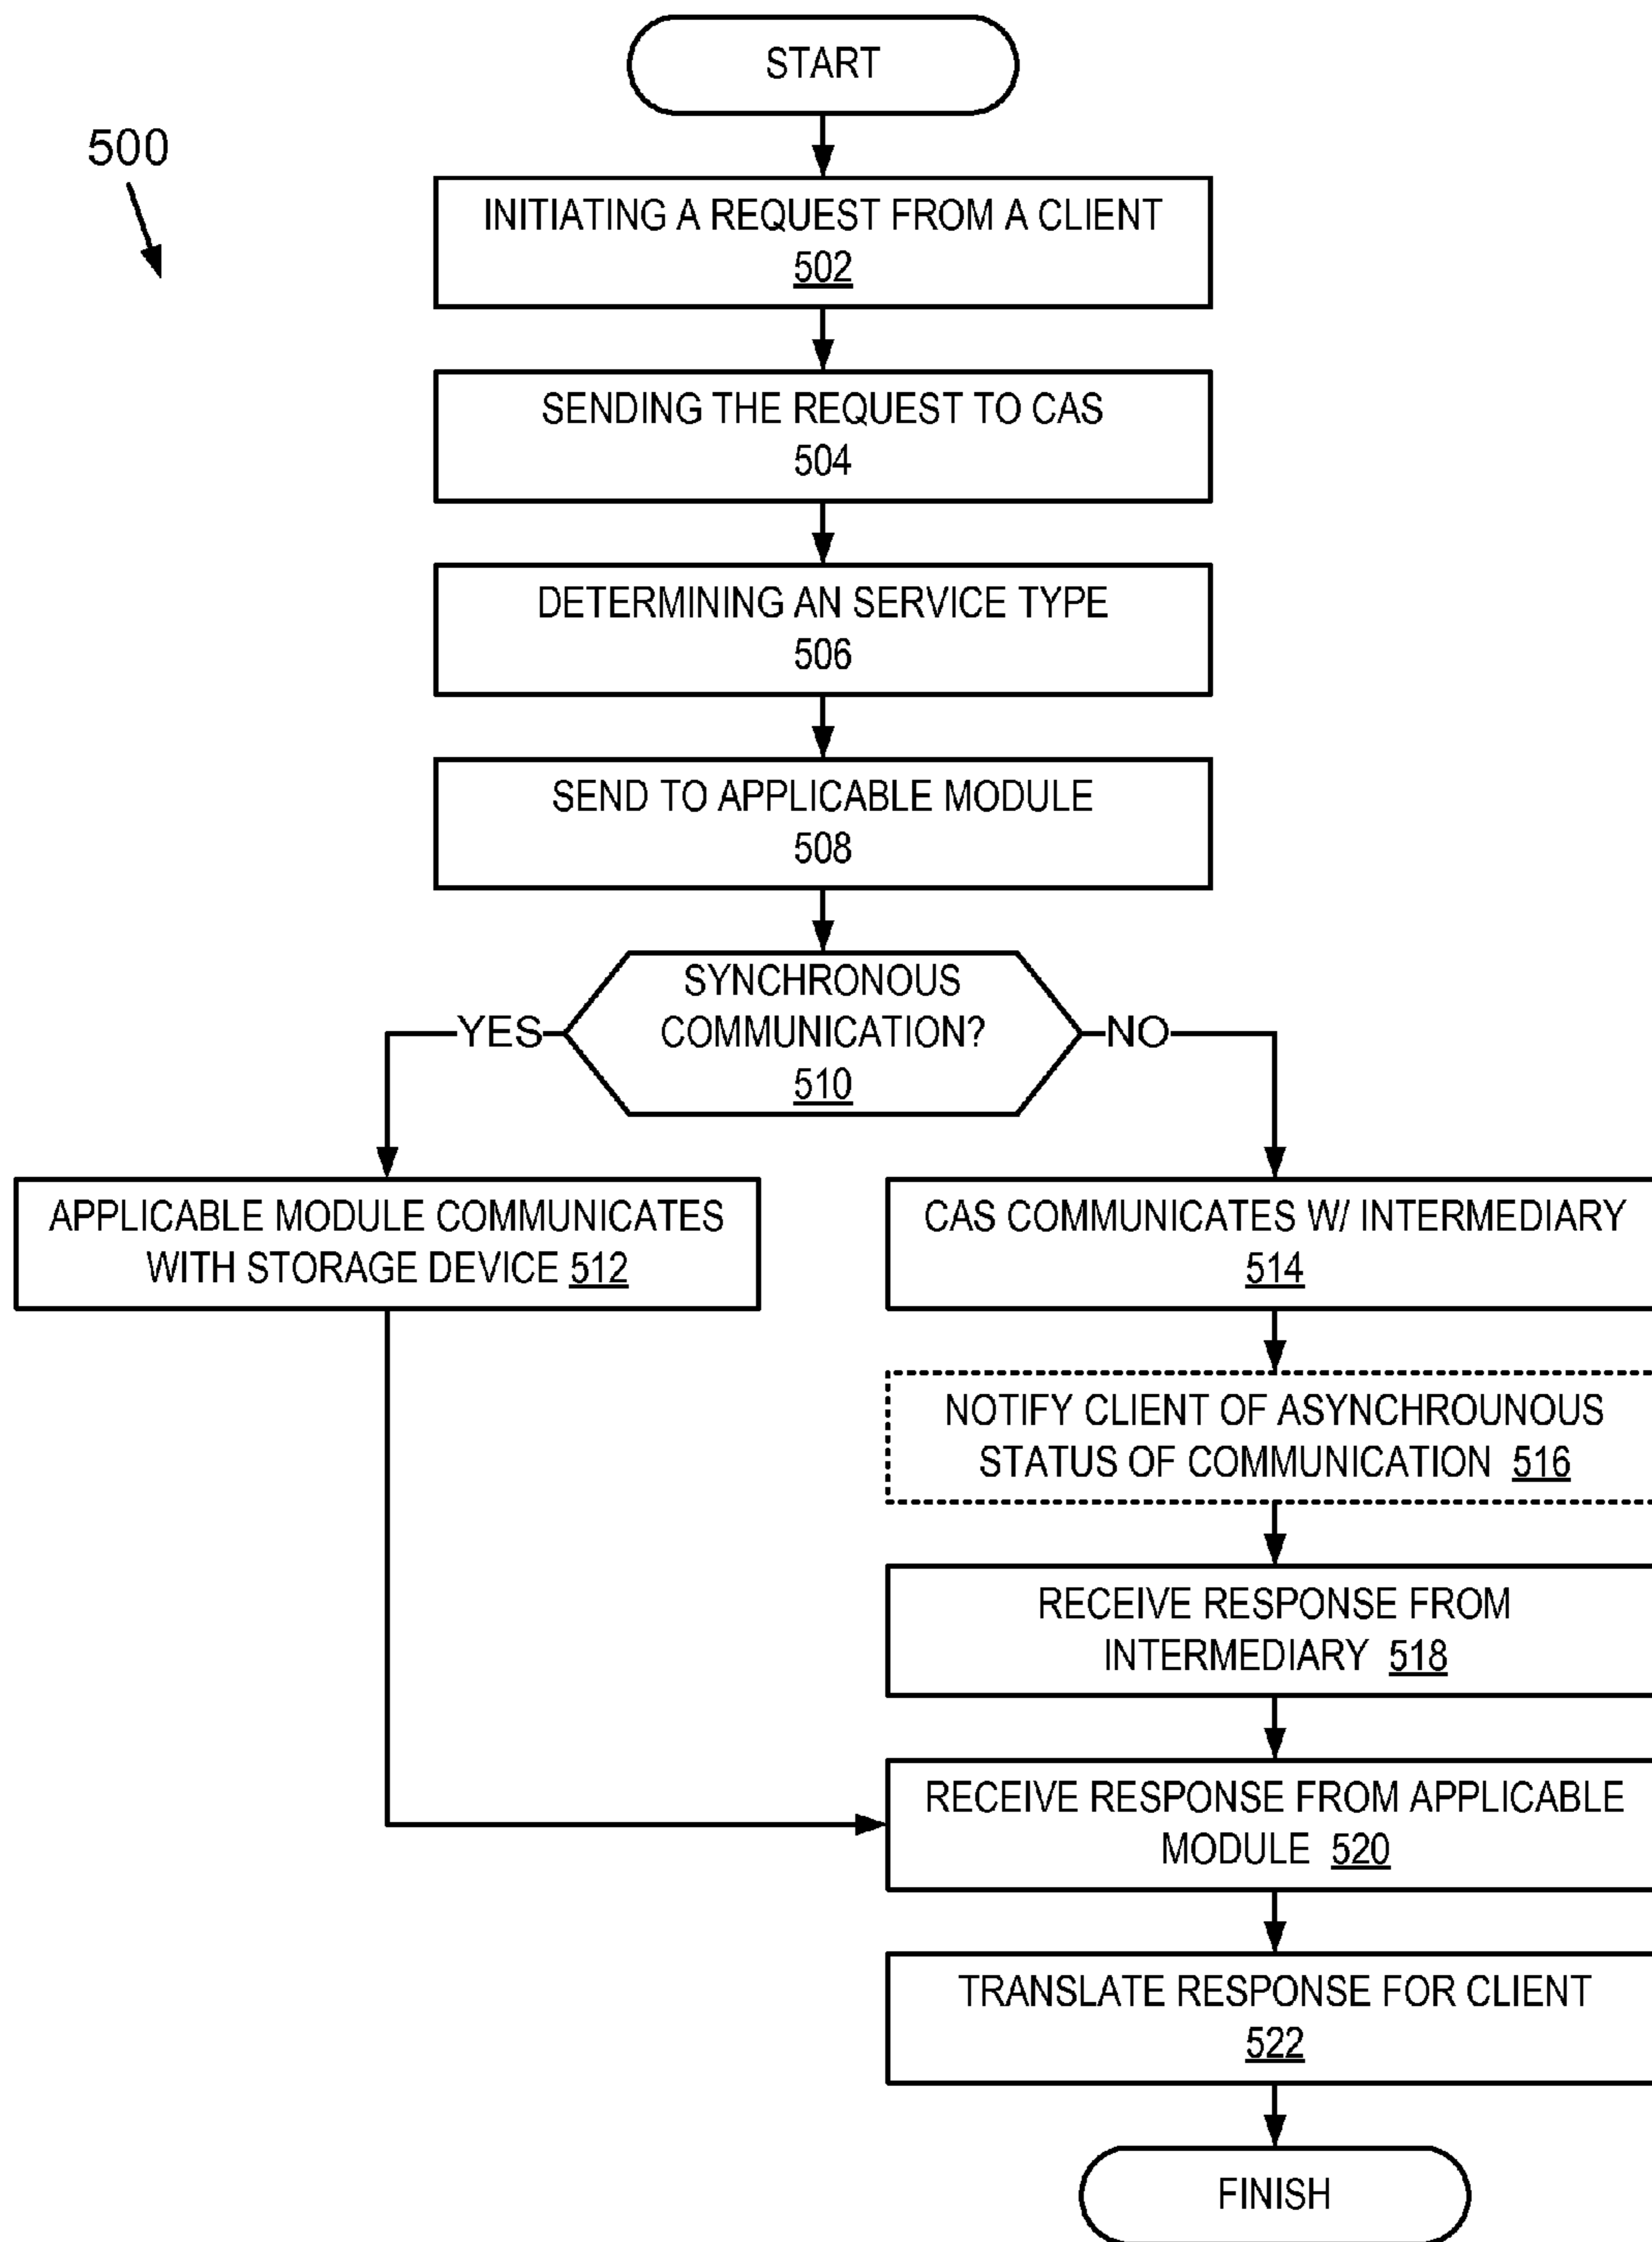 START
500
INITIATING A REQUEST FROM A CLIENT
502
SENDING THE REQUEST TO CAS
504
DETERMINING AN SERVICE TYPE
506
SEND TO APPLICABLE MODULE
508
SYNCHRONOUS
COMMUNICATION?
510
YES
NO
APPLICABLE MODULE COMMUNICATES
WITH STORAGE DEVICE 512
CAS COMMUNICATES W/ INTERMEDIARY
514
NOTIFY CLIENT OF ASYNCHROUNOUS
STATUS OF COMMUNICATION 516
RECEIVE RESPONSE FROM
INTERMEDIARY 518
RECEIVE RESPONSE FROM APPLICABLE
MODULE 520
TRANSLATE RESPONSE FOR CLIENT
522
FINISH